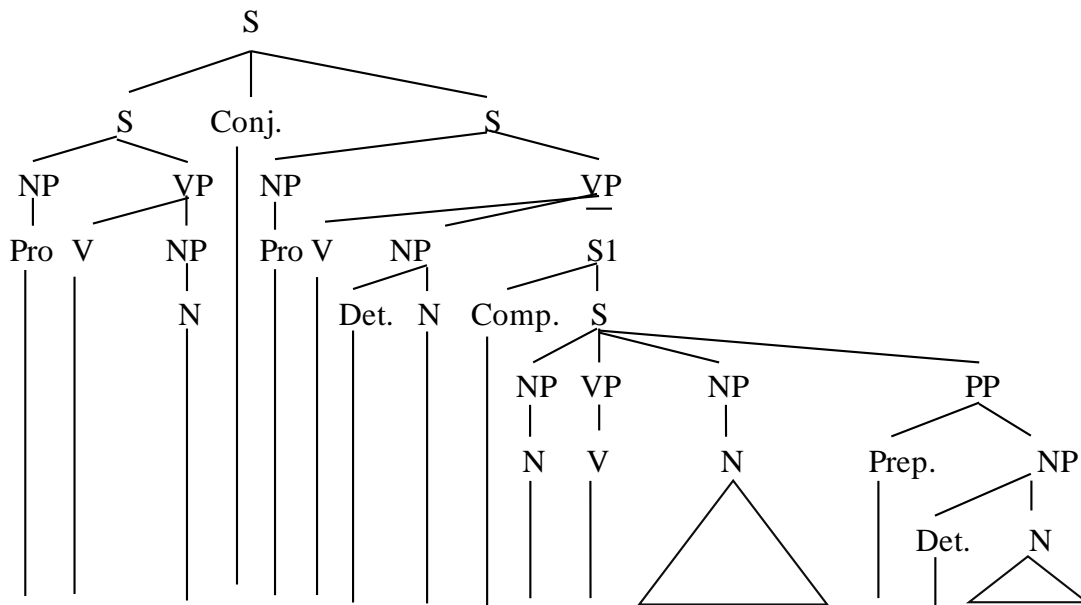 S
S Conj. S
NP VP NP VP
Pro V NP Pro V NP S1
N Det. N Comp. S
NP VP NP PP
N V N Prep. NP
Det. N